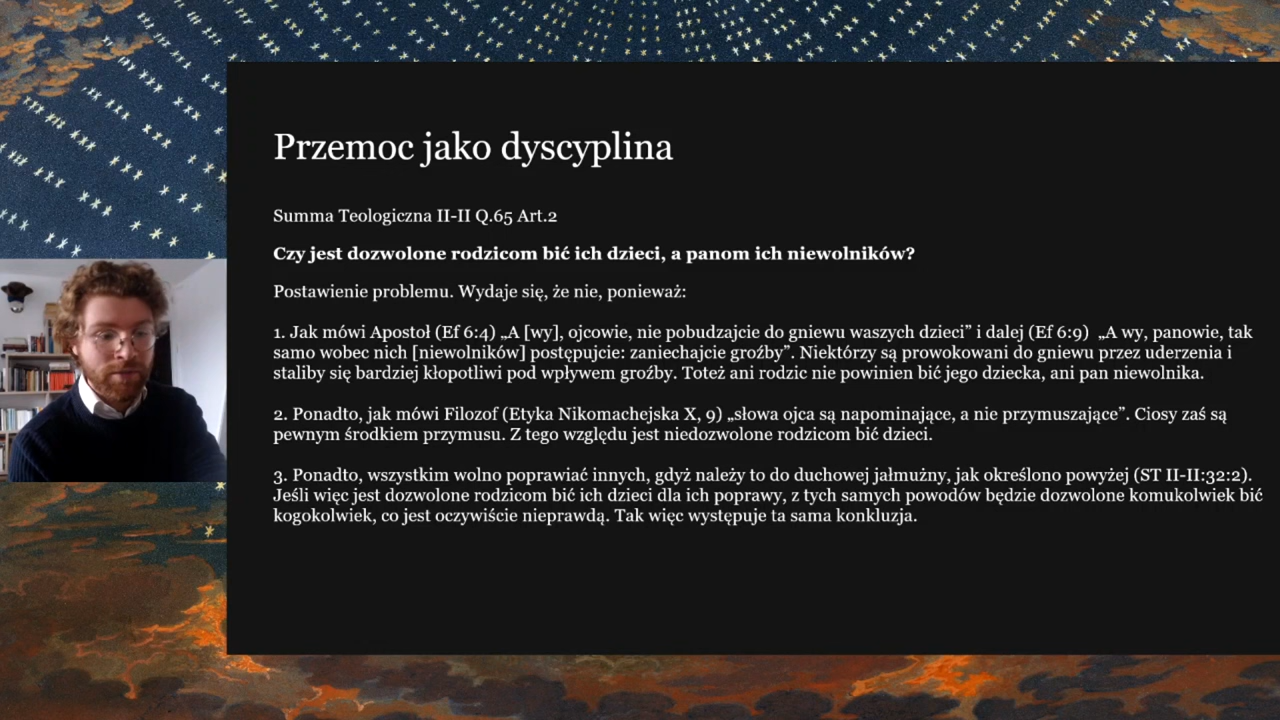 Przemoc jako dyscyplina
Summa Teologiczna II-II Q.65 Art.2
Czy jest dozwolone rodzicom bić ich dzieci, a panom ich niewolników?
Postawienie problemu. Wydaje się, że nie, ponieważ:
1. Jak mówi Apostoł (Ef 6:4) „A [wy], ojcowie, nie pobudzajcie do gniewu waszych dzieci” i dalej (Ef 6:9) „A wy, panowie, tak
samo wobec nich [niewolników] postępujcie: zaniechajcie groźby”. Niektórzy są prowokowani do gniewu przez uderzenia i
staliby się bardziej kłopotliwi pod wpływem groźby. Toteż ani rodzic nie powinien bić jego dziecka, ani pan niewolnika.
2. Ponadto, jak mówi Filozof (Etyka Nikomachejska X, 9) „słowa ojca są napominające, a nie przymuszające”. Ciosy zaś są
pewnym środkiem przymusu. Z tego względu jest niedozwolone rodzicom bić dzieci.
3. Ponadto, wszystkim wolno poprawiać innych, gdyż należy to do duchowej jałmużny, jak określono powyżej (ST II-II:32:2).
Jeśli więc jest dozwolone rodzicom bić ich dzieci dla ich poprawy, z tych samych powodów będzie dozwolone komukolwiek bić
kogokolwiek, co jest oczywiście nieprawdą. Tak więc występuje ta sama konkluzja.